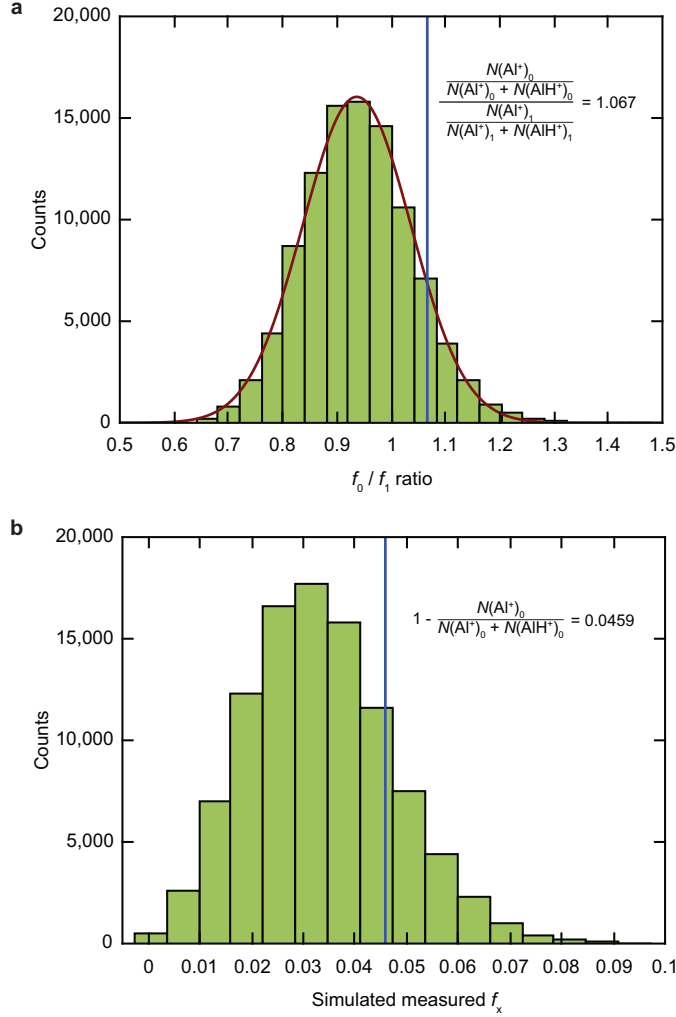 a
20,000
15,000
10,000
5,000
0
Counts
N(Al⁺)₀
N(Al⁺)₀ + N(AlH⁺)₀
N(Al⁺)₁
N(Al⁺)₁ + N(AlH⁺)₁
= 1.067
0.5 0.6 0.7 0.8 0.9 1 1.1 1.2 1.3 1.4 1.5
f₀ / f₁ ratio
b
20,000
15,000
10,000
5,000
0
Counts
N(Al⁺)₀
1 - = 0.0459
N(Al⁺)₀ + N(AlH⁺)₀
0 0.01 0.02 0.03 0.04 0.05 0.06 0.07 0.08 0.09 0.1
Simulated measured fₓ